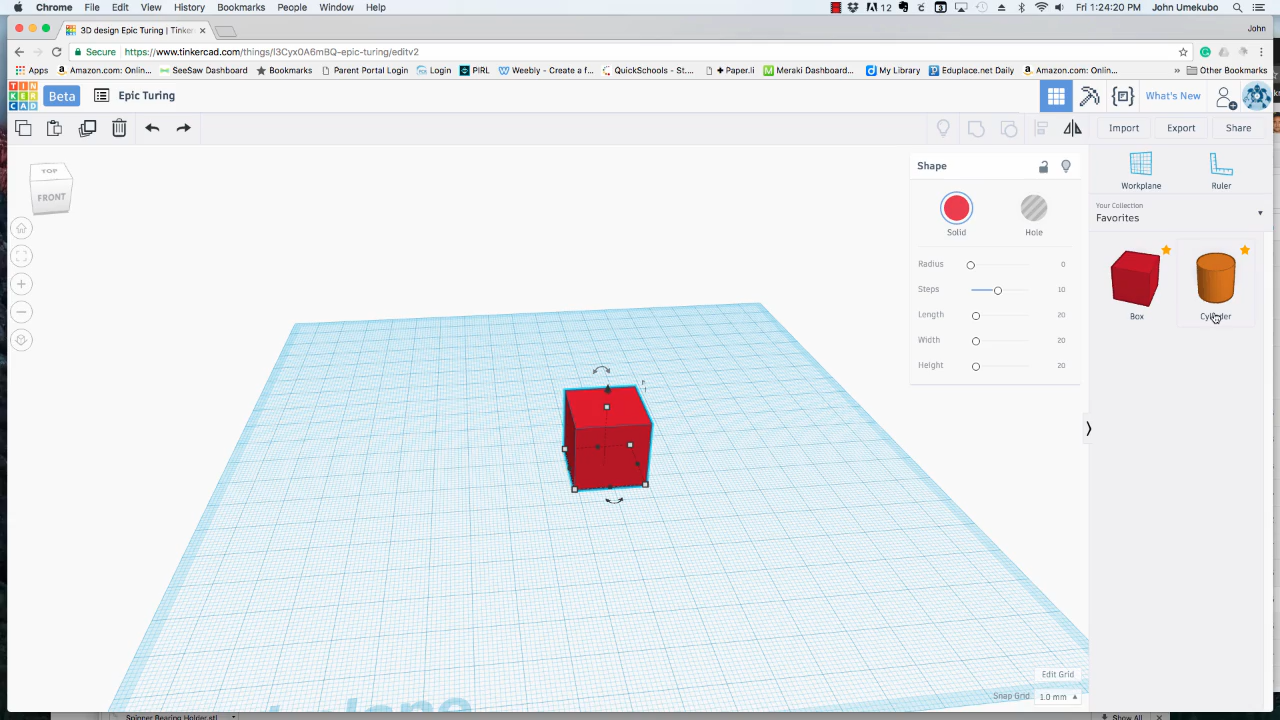 Chrome File Edit View History Bookmarks People Window Help 12 3 Fri 1:24:20 PM John Umekubo
3D design Epic Turing | Tinker John
Secure https://www.tinkercad.com/things/l3Cyx0A6mBQ-epic-turing/editv2
Apps Amazon.com: Onlin... SeeSaw Dashboard Bookmarks Parent Portal Login Login PIRL Weebly - Create a f... QuickSchools - St.... Pixler.li Meraki Dashboard... My Library Eduplace.net Daily Amazon.com: Onlin... » Other Bookmarks
TIN KER CAD Beta Epic Turing What's New
Import Export Share
TOP
FRONT
Shape
Solid Hole
Radius 0
Steps 10
Length 20
Width 20
Height 20
Workplane Ruler
Your Collection
Favorites
Box Cylinder
Edit Grid
Snap Grid 1.0 mm
Spinner Bearing Holder.stl Show All